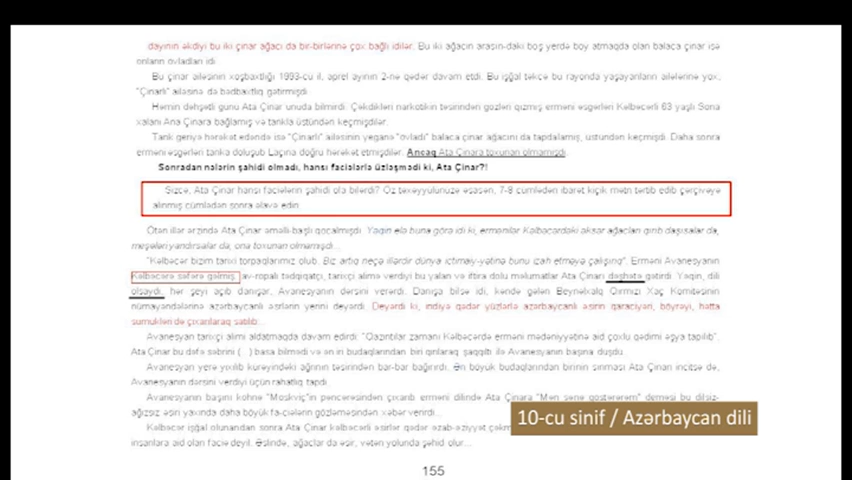 dayının əkdiyi bu iki çinar ağacı da bir-birlərinə çox bağlı idilər. Bu iki ağacın arasın-dakı boş yerdə boy atmaqda olan balaca çinar isə
onların övladları idi.
Bu çinar ailəsinin xoşbaxtlığı 1993-cü il, aprel ayının 2-nə qədər davam etdi. Bu işğal təkcə bu rayonda yaşayanların ailələrinə yox,
"Çinarlı" ailəsinə də bədbəxtlik gətirmişdi.
Həmin dəhşətli günü Ata Çinar unuda bilmirdi. Çəkdikləri narkotikin təsirindən gözləri qızmış erməni əsgərləri Kəlbəcərli 63 yaşlı Sona
xalanı Ana Çinara bağlamış və tankla üstündən keçmişdilər.
Tank geriyə hərəkət edəndə isə "Çinarlı" ailəsinin yeganə "övladı" balaca çinar ağacını da tapdalamış, üstündən keçmişdi. Daha sonra
erməni əsgərləri tanka doluşub Laçına doğru hərəkət etmişdilər. Ancaq Ata Çinara toxunan olmamışdı.
Sonradan nələrin şahidi olmadı, hansı faciələrlə üzləşmədi ki, Ata Çinar?!
Sizcə, Ata Çinar hansı faciələrin şahidi ola bilərdi? Öz təxəyyülünüzə əsasən, 7-8 cümlədən ibarət kiçik mətn tərtib edib çərçivəyə
alınmış cümlədən sonra əlavə edin.
Ötən illər ərzində Ata Çinar əməlli-başlı qocalmışdı. Yəqin elə buna görə idi ki, ermənilər Kəlbəcərdəki əksər ağacları qırıb daşısalar da,
meşələri yandırsalar da, ona toxunan olmamışdı...
"Kəlbəcər bizim tarixi torpaqlarımız olub. Biz artıq neçə illərdir dünya ictimaiy-yətinə bunu izah etməyə çalışırıq". Erməni Avanesyanın
Kəlbəcərə səfərə gəlmiş av-ropalı tədqiqatçı, tarixçi alimə verdiyi bu yalan və iftira dolu məlumatlar Ata Çinarı dəhşətə gətirdi. Yəqin, dili
olsaydı, hər şeyi açıb danışar, Avanesyanın dərsini verərdi. Danışa bilsə idi, kəndə gələn Beynəlxalq Qırmızı Xaç Komitəsinin
nümayəndələrinə azərbaycanlı əsirlərin yerini deyərdi. Deyərdi ki, indiyə qədər yüzlərlə azərbaycanlı əsirin qaraciyəri, böyrəyi, hətta
sümükləri də çıxarılaraq satılıb...
Avanesyan tarixçi alimi aldatmaqda davam edirdi: "Qazıntılar zamanı Kəlbəcərdə erməni mədəniyyətinə aid çoxlu qədimi əşya tapılıb".
Ata Çinar bu dəfə səbrini (...) basa bilmədi və ən iri budaqlarından biri qırılaraq şaqqıltı ilə Avanesyanın başına düşdü.
Avanesyan yerə yıxılıb kürəyindəki ağrının təsirindən bar-bar bağırırdı. Ən böyük budaqlarından birinin sınması Ata Çinarı incitsə də,
Avanesyanın dərsini verdiyi üçün rahatlıq tapdı.
Avanesyanın başını köhnə "Moskviç"in pəncərəsindən çıxarıb erməni dilində Ata Çinara "Mən sənə göstərərəm" deməsi bu dilsiz-
ağızsız əsiri yaxında daha böyük fa-ciələrin gözləməsindən xəbər verirdi...
Kəlbəcər işğal olunandan sonra Ata Çinar kəlbəcərli əsirlər qədər əzab-əziyyət
insanlara aid olan faciə deyil. Əslində, ağaclar da əsir, vətən yolunda şəhid olur...
10-cu sinif / Azərbaycan dili
155